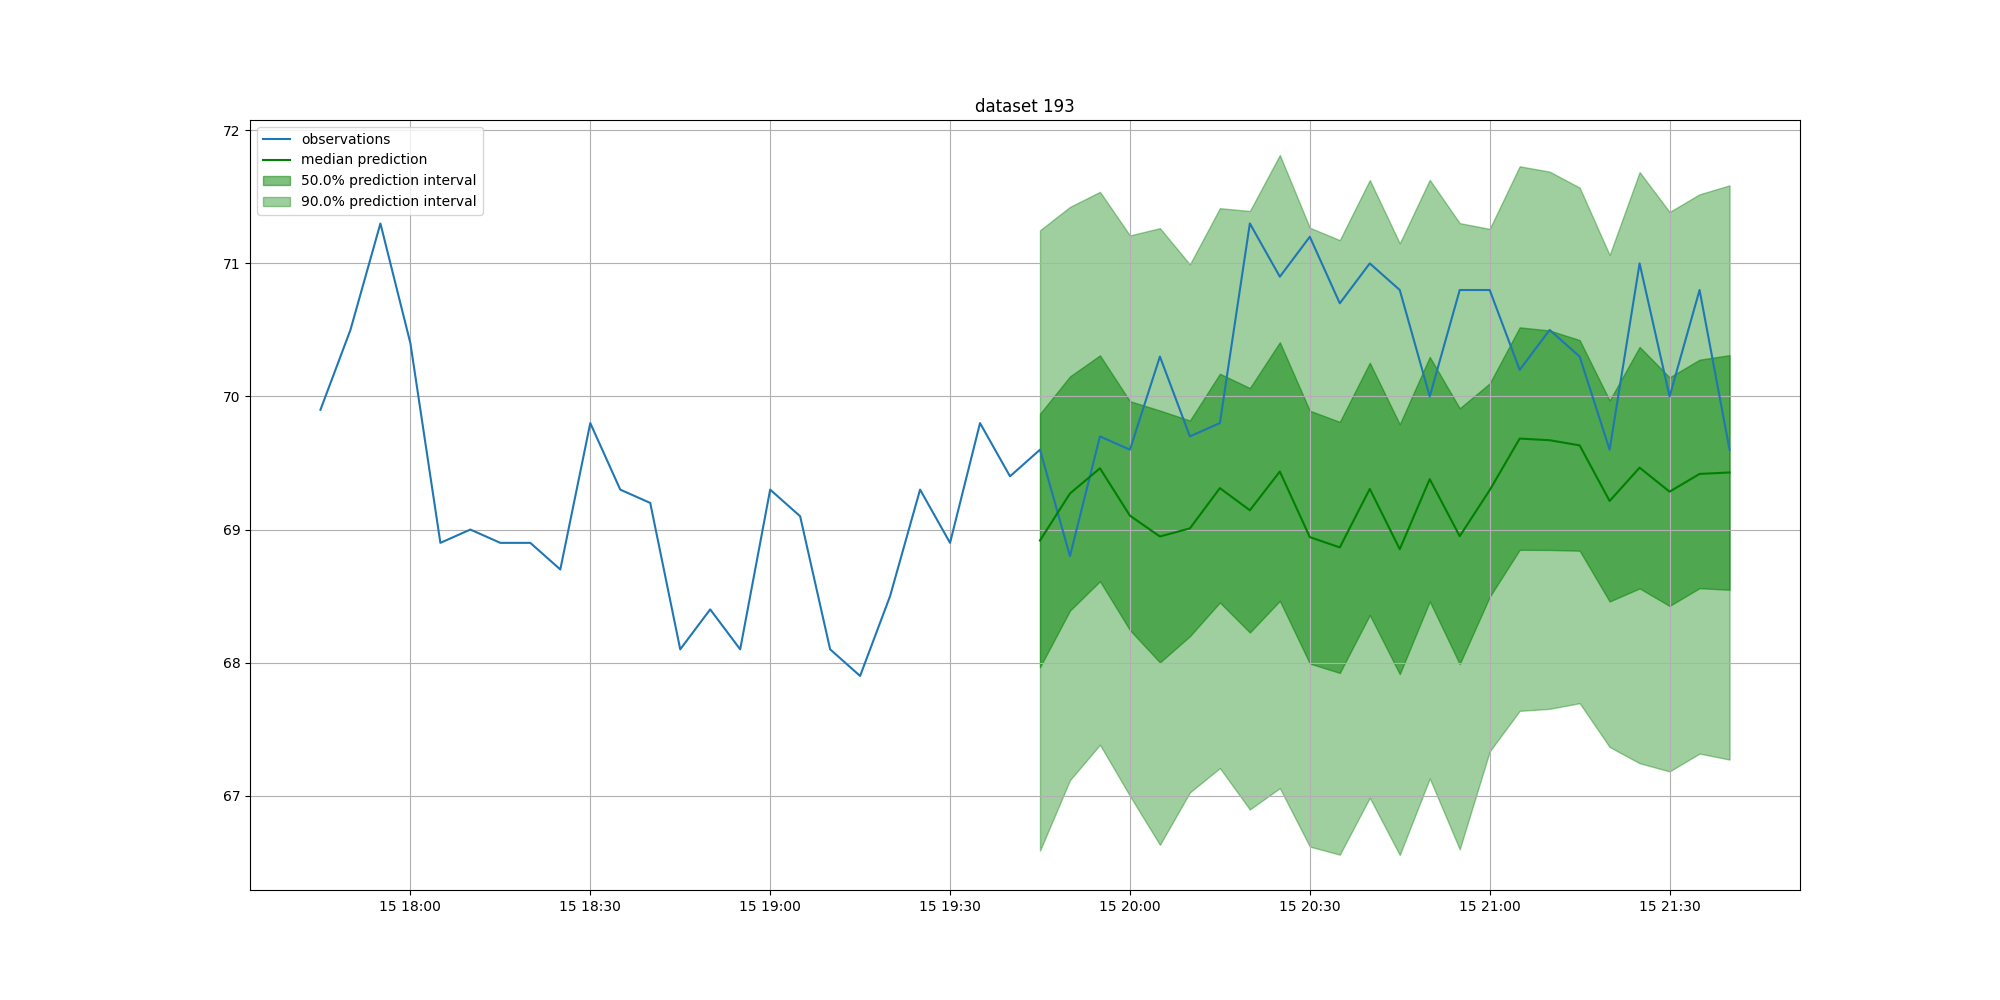 dataset 193
observations
median prediction
50.0% prediction interval
90.0% prediction interval
72
71
70
69
68
67
15 18:00
15 18:30
15 19:00
15 19:30
15 20:00
15 20:30
15 21:00
15 21:30